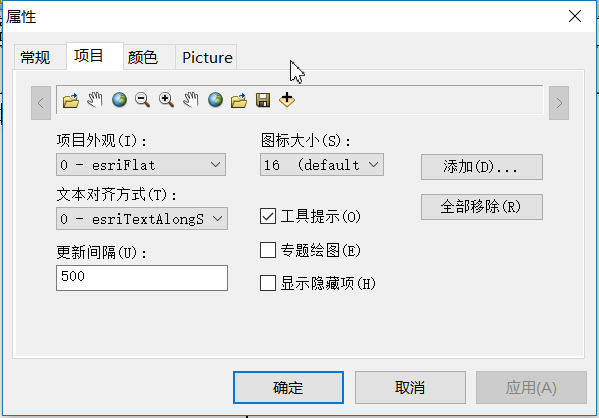 属性
常规 项目 颜色 Picture
项目外观(I):
0 - esriFlat
文本对齐方式(T):
0 - esriTextAlongS
更新间隔(U):
500
图标大小(S):
16 (default
工具提示(O)
专题绘图(E)
显示隐藏项(H)
添加(D)...
全部移除(R)
确定 取消 应用(A)